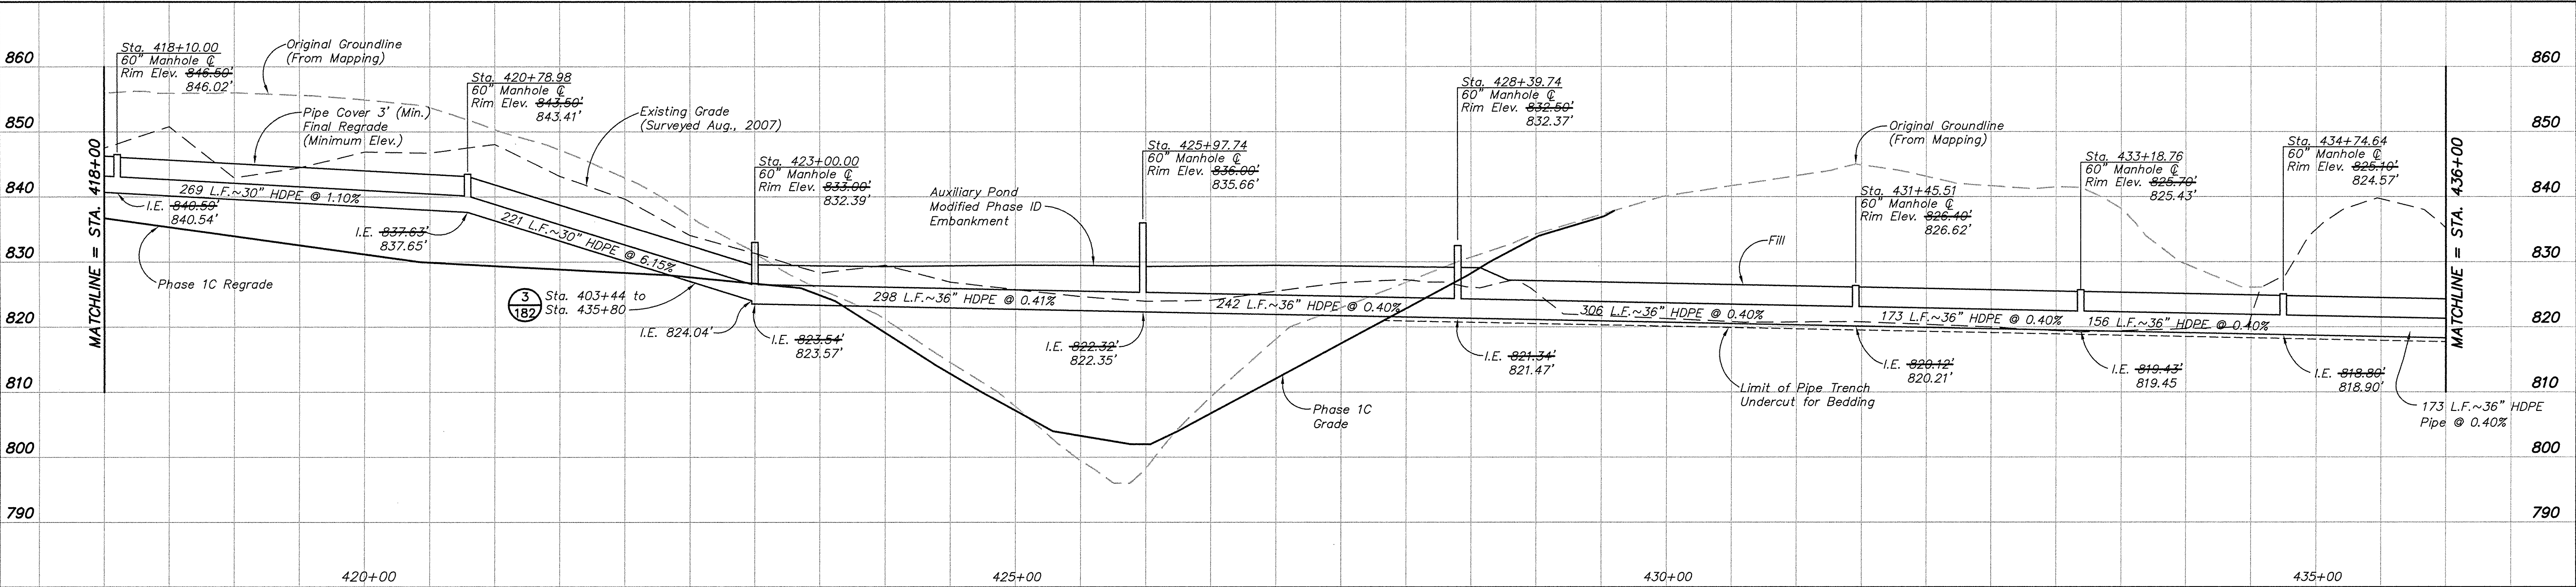 860
850
840
830
820
810
800
790
MATCHLINE = STA. 418+00
Sta. 418+10.00
60" Manhole ℄
Rim Elev. 846.50'
846.02'
Original Groundline
(From Mapping)
Pipe Cover 3' (Min.)
Final Regrade
(Minimum Elev.)
269 L.F.~30" HDPE @ 1.10%
I.E. 840.59'
840.54'
Phase 1C Regrade
Sta. 420+78.98
60" Manhole ℄
Rim Elev. 843.50'
843.41'
I.E. 837.63'
837.65'
Existing Grade
(Surveyed Aug., 2007)
221 L.F.~30" HDPE @ 6.15%
3
182
Sta. 403+44 to
Sta. 435+80
Sta. 423+00.00
60" Manhole ℄
Rim Elev. 833.00'
832.39'
I.E. 824.04'
I.E. 823.54'
823.57'
Auxiliary Pond
Modified Phase ID
Embankment
298 L.F.~36" HDPE @ 0.41%
Sta. 425+97.74
60" Manhole ℄
Rim Elev. 836.00'
835.66'
I.E. 822.32'
822.35'
242 L.F.~36" HDPE @ 0.40%
Phase 1C
Grade
Sta. 428+39.74
60" Manhole ℄
Rim Elev. 832.50'
832.37'
I.E. 821.34'
821.47'
306 L.F.~36" HDPE @ 0.40%
Fill
Limit of Pipe Trench
Undercut for Bedding
Original Groundline
(From Mapping)
Sta. 431+45.51
60" Manhole ℄
Rim Elev. 826.40'
826.62'
I.E. 820.12'
820.21'
173 L.F.~36" HDPE @ 0.40%
Sta. 433+18.76
60" Manhole ℄
Rim Elev. 825.70'
825.43'
I.E. 819.43'
819.45
156 L.F.~36" HDPE @ 0.40%
Sta. 434+74.64
60" Manhole ℄
Rim Elev. 825.10'
824.57'
I.E. 818.80'
818.90'
173 L.F.~36" HDPE
Pipe @ 0.40%
MATCHLINE = STA. 436+00
860
850
840
830
820
810
800
790
420+00
425+00
430+00
435+00